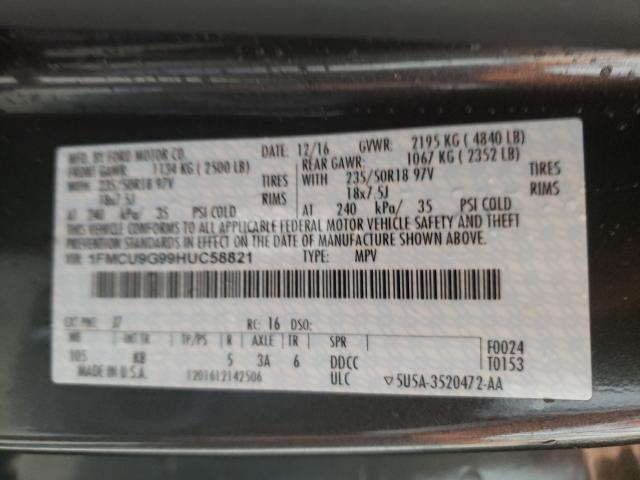 MFD. BY FORD MOTOR CO. DATE: 12/16 GVWR: 2195 KG ( 4840 LB)
FRONT GAWR: 1134 KG ( 2500 LB) REAR GAWR: 1067 KG ( 2352 LB)
WITH 235/50R18 97V TIRES WITH 235/50R18 97V TIRES
18x7.5J RIMS 18x7.5J RIMS
AT 240 kPa/ 35 PSI COLD AT 240 kPa/ 35 PSI COLD
THIS VEHICLE CONFORMS TO ALL APPLICABLE FEDERAL MOTOR VEHICLE SAFETY AND THEFT
PREVENTION STANDARDS IN EFFECT ON THE DATE OF MANUFACTURE SHOWN ABOVE.
VIN: 1FMCU9G99HUC58821 TYPE: MPV
EXT PNT: J7 RC: 16 DSO:
WB INT TR TP/PS R AXLE TR SPR F0024
105 KB 5 3A 6 DDCC T0153
MADE IN U.S.A. 1201612142506 ULC 5U5A-3520472-AA